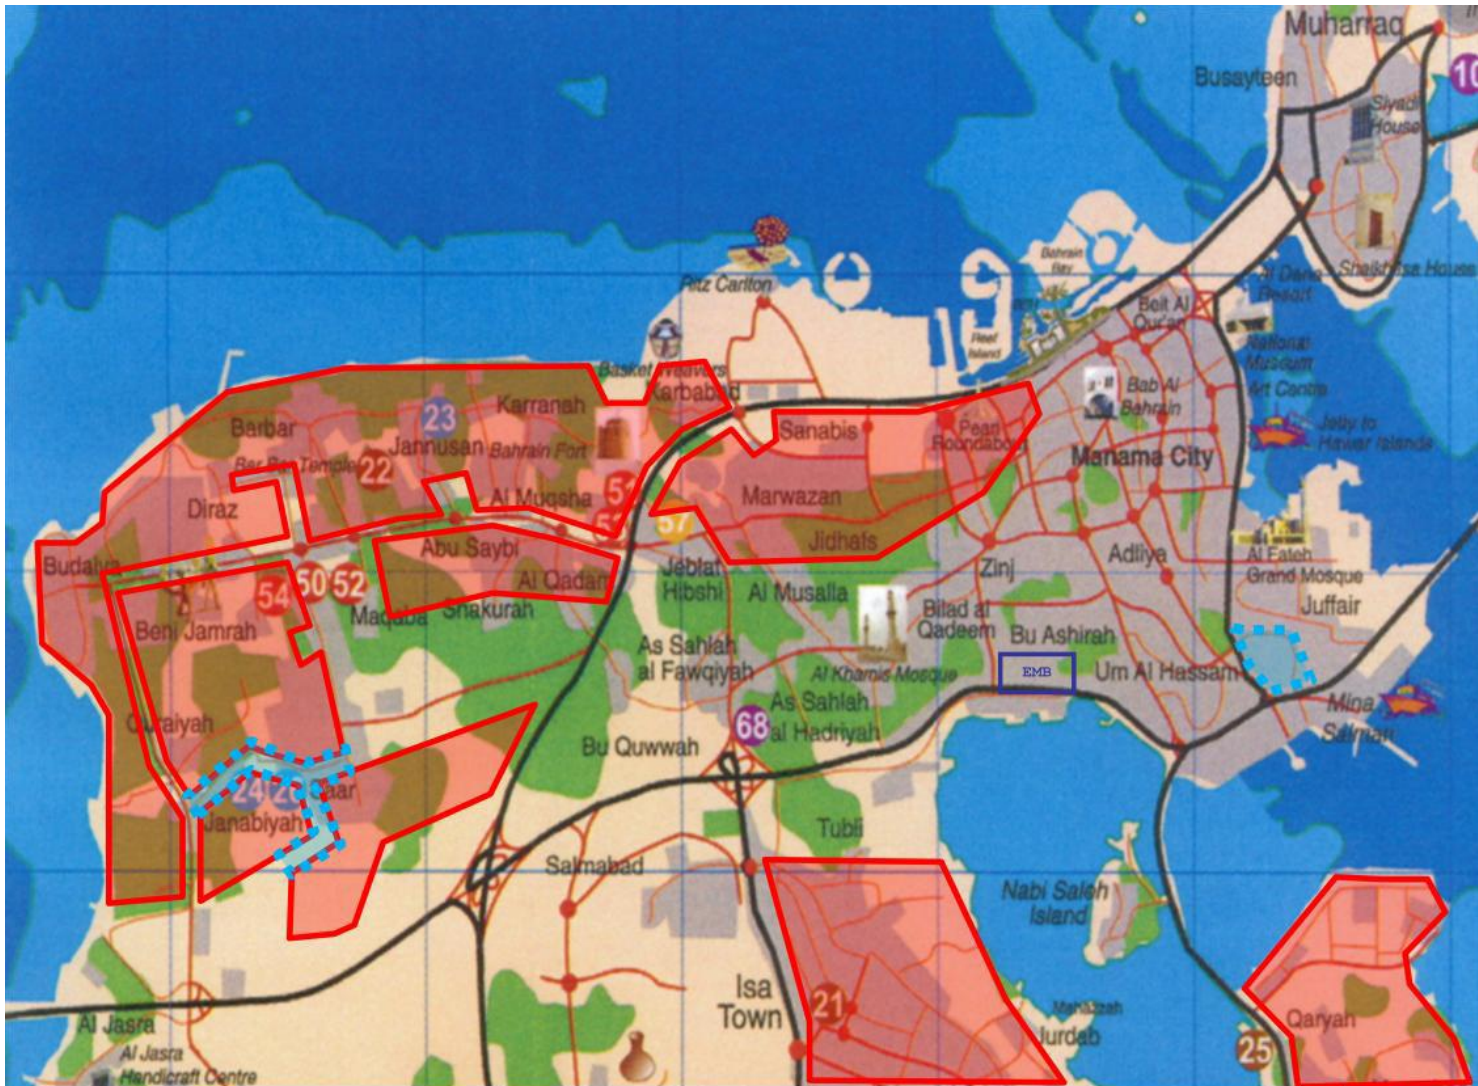 Muharraq
Busayteen
10
Siyadi
House
Shaikh Isa House
Al Dana
Resort
Bahrain
Bay
Ritz Carlton
Beit Al
Qur'an
National
Museum
Reef
Island
Basket Weavers
Karbabad
Art Centre
Bab Al
Bahrain
Karranah
23
Barbar
Jannusan
Bahrain Fort
Sanabis
Pearl
Roundabout
Jetty to
Hawar Islands
Manama City
Bar Bar Temple
22
Al Muqsha
51
53
Marwazan
57
Diraz
Jidhafs
Abu Saybi
Budaiya
Al Qadam
Jeblat
Hibshi
Zinj
Adliya
Al Fateh
Grand Mosque
54
50
52
Al Musalla
Juffair
Maqaba
Shakurah
Bilad al
Qadeem
Beni Jamrah
Bu Ashirah
As Sahlah
al Fawqiyah
Al Khamis Mosque
EMB
Um Al Hassam
Mina
Salman
Quraiyah
As Sahlah
al Hadriyah
68
Bu Quwwah
24
Saar
Janabiyah
Tubli
Salmabad
Nabi Saleh
Island
Isa
Town
21
Jurdab
Qaryah
25
Al Jasra
Al Jasra
Handicraft Centre